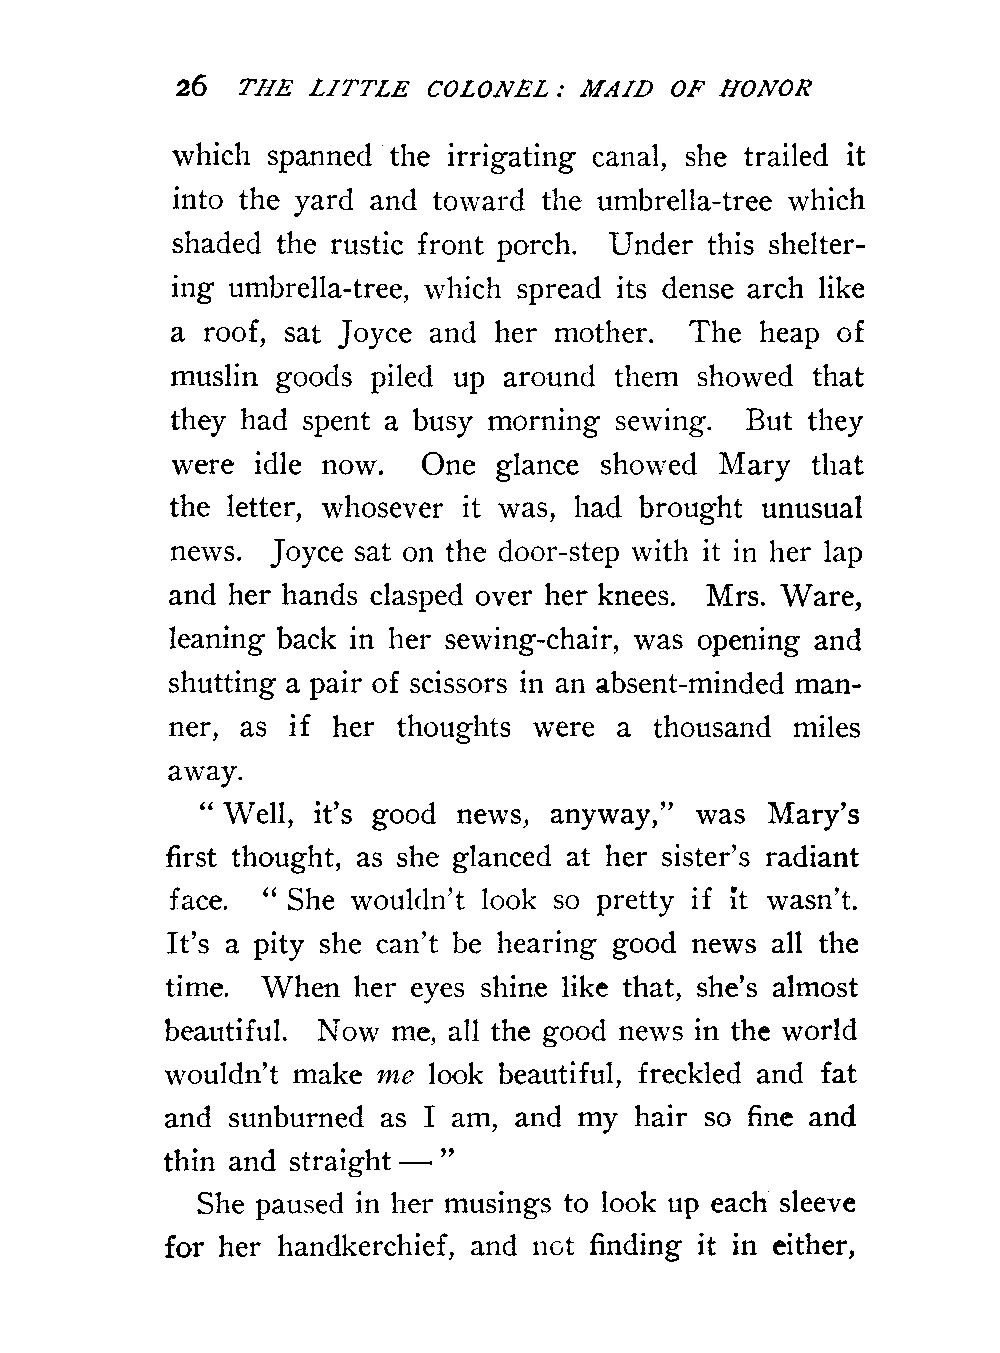 26 THE LITTLE COLONEL: MAID OF HONOR
which spanned the irrigating canal, she trailed it
into the yard and toward the umbrella-tree which
shaded the rustic front porch. Under this shelter-
ing umbrella-tree, which spread its dense arch like
a roof, sat Joyce and her mother. The heap of
muslin goods piled up around them showed that
they had spent a busy morning sewing. But they
were idle now. One glance showed Mary that
the letter, whosever it was, had brought unusual
news. Joyce sat on the door-step with it in her lap
and her hands clasped over her knees. Mrs. Ware,
leaning back in her sewing-chair, was opening and
shutting a pair of scissors in an absent-minded man-
ner, as if her thoughts were a thousand miles
away.
“Well, it’s good news, anyway,” was Mary’s
first thought, as she glanced at her sister’s radiant
face. “She wouldn’t look so pretty if it wasn’t.
It’s a pity she can’t be hearing good news all the
time. When her eyes shine like that, she’s almost
beautiful. Now me, all the good news in the world
wouldn’t make me look beautiful, freckled and fat
and sunburned as I am, and my hair so fine and
thin and straight — ”
She paused in her musings to look up each sleeve
for her handkerchief, and not finding it in either,